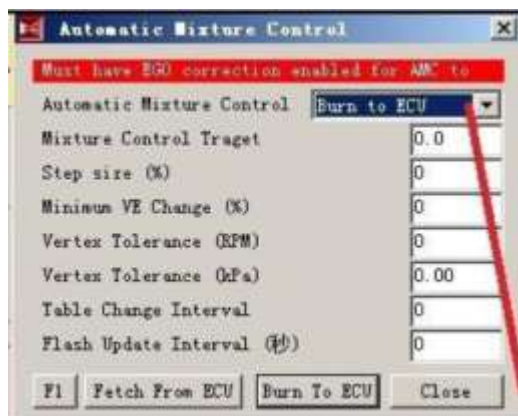 Automatic Mixture Control
Must have EGO correction enabled for AMC to
Automatic Mixture Control Burn to ECU
Mixture Control Traget 0.0
Step size (%) 0
Minimum VE Change (%) 0
Vertex Tolerance (RPM) 0
Vertex Tolerance (kPa) 0.00
Table Change Interval 0
Flash Update Interval (秒) 0
F1 Fetch From ECU Burn To ECU Close